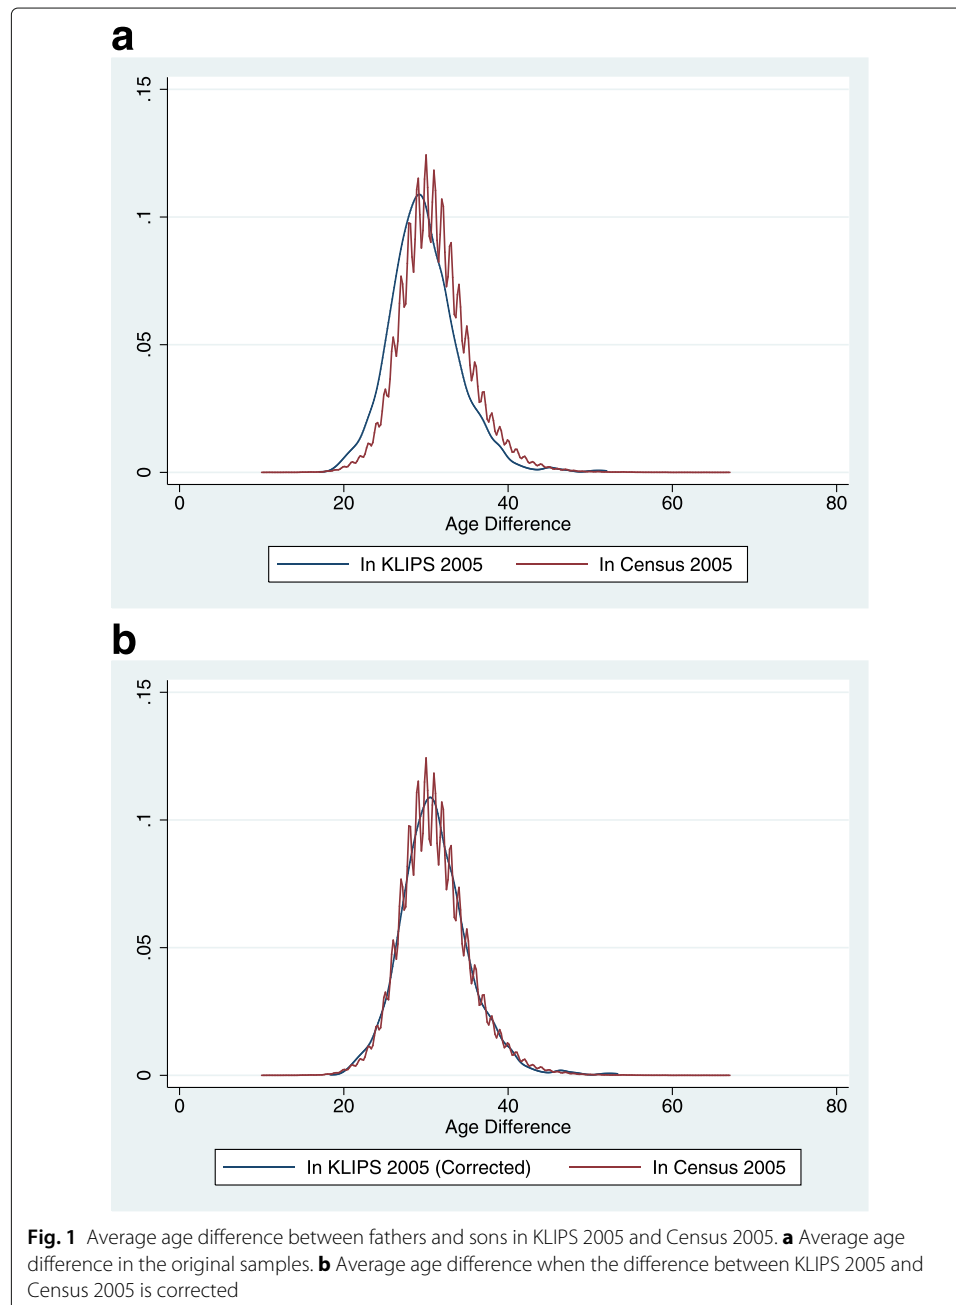 a
.15
.1
.05
0
0 20 40 60 80
Age Difference
In KLIPS 2005 In Census 2005
b
.15
.1
.05
0
0 20 40 60 80
Age Difference
In KLIPS 2005 (Corrected) In Census 2005
Fig. 1 Average age difference between fathers and sons in KLIPS 2005 and Census 2005. a Average age
difference in the original samples. b Average age difference when the difference between KLIPS 2005 and
Census 2005 is corrected